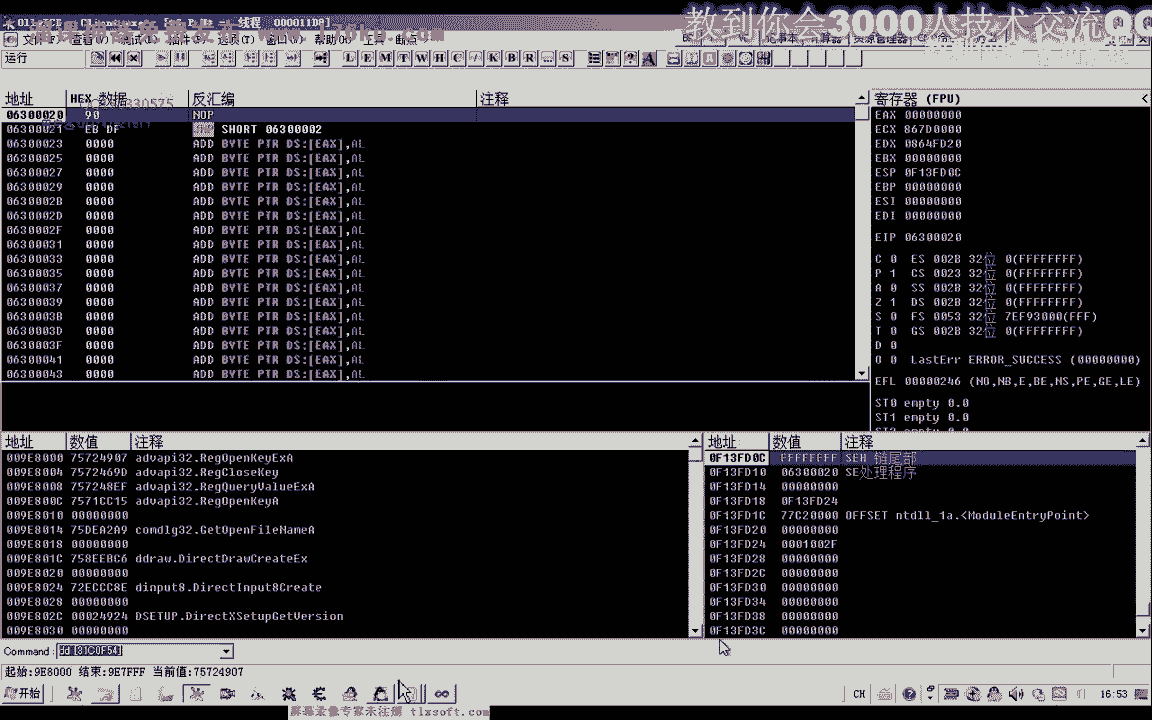 教到你会3000人技术交流QQ
运行
L E M T W H C / K B R ... S
地址 HEX 数据 反汇编 注释
06300020 90 NOP
06300021 EB DF JMP SHORT 06300002
06300023 0000 ADD BYTE PTR DS:[EAX],AL
06300025 0000 ADD BYTE PTR DS:[EAX],AL
06300027 0000 ADD BYTE PTR DS:[EAX],AL
06300029 0000 ADD BYTE PTR DS:[EAX],AL
0630002B 0000 ADD BYTE PTR DS:[EAX],AL
0630002D 0000 ADD BYTE PTR DS:[EAX],AL
0630002F 0000 ADD BYTE PTR DS:[EAX],AL
06300031 0000 ADD BYTE PTR DS:[EAX],AL
06300033 0000 ADD BYTE PTR DS:[EAX],AL
06300035 0000 ADD BYTE PTR DS:[EAX],AL
06300037 0000 ADD BYTE PTR DS:[EAX],AL
06300039 0000 ADD BYTE PTR DS:[EAX],AL
0630003B 0000 ADD BYTE PTR DS:[EAX],AL
0630003D 0000 ADD BYTE PTR DS:[EAX],AL
0630003F 0000 ADD BYTE PTR DS:[EAX],AL
06300041 0000 ADD BYTE PTR DS:[EAX],AL
06300043 0000 ADD BYTE PTR DS:[EAX],AL
寄存器 (FPU) <
EAX 00000000
ECX 867D0000
EDX 0864FD20
EBX 00000000
ESP 0F13FD0C
EBP 00000000
ESI 00000000
EDI 00000000
EIP 06300020
C 0 ES 002B 32位 0(FFFFFFFF)
P 1 CS 0023 32位 0(FFFFFFFF)
A 0 SS 002B 32位 0(FFFFFFFF)
Z 1 DS 002B 32位 0(FFFFFFFF)
S 0 FS 0053 32位 7EF93000(FFF)
T 0 GS 002B 32位 0(FFFFFFFF)
D 0
O 0 LastErr ERROR_SUCCESS (00000000)
EFL 00000246 (NO,NB,E,BE,NS,PE,GE,LE)
ST0 empty 0.0
ST1 empty 0.0
地址 数值 注释
009E8000 75724907 advapi32.RegOpenKeyExA
009E8004 7572469D advapi32.RegCloseKey
009E8008 757248EF advapi32.RegQueryValueExA
009E800C 7571CC15 advapi32.RegOpenKeyA
009E8010 00000000
009E8014 75DEA2A9 comdlg32.GetOpenFileNameA
009E8018 00000000
009E801C 758EEBC6 ddraw.DirectDrawCreateEx
009E8020 00000000
009E8024 72ECCC8E dinput8.DirectInput8Create
009E8028 00000000
009E802C 00024924 DSETUP.DirectXSetupGetVersion
009E8030 00000000
地址 数值 注释
0F13FD0C FFFFFFFF SEH 链尾部
0F13FD10 06300020 SE处理程序
0F13FD14 00000000
0F13FD18 0F13FD24
0F13FD1C 77C20000 OFFSET ntdll_1a.<ModuleEntryPoint>
0F13FD20 00000000
0F13FD24 0001002F
0F13FD28 00000000
0F13FD2C 00000000
0F13FD30 00000000
0F13FD34 00000000
0F13FD38 00000000
0F13FD3C 00000000
Command: dd [31C0F54]
起始:9E8000 结束:9E7FFF 当前值:75724907
开始
CH
16:53
屏幕录像专家未注册 tlxsoft.com